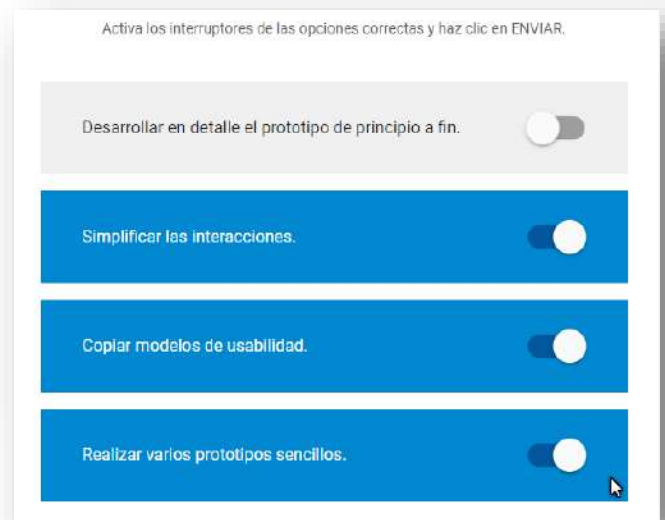 Activa los interruptores de las opciones correctas y haz clic en ENVIAR.
Desarrollar en detalle el prototipo de principio a fin.
Simplificar las interacciones.
Copiar modelos de usabilidad.
Realizar varios prototipos sencillos.